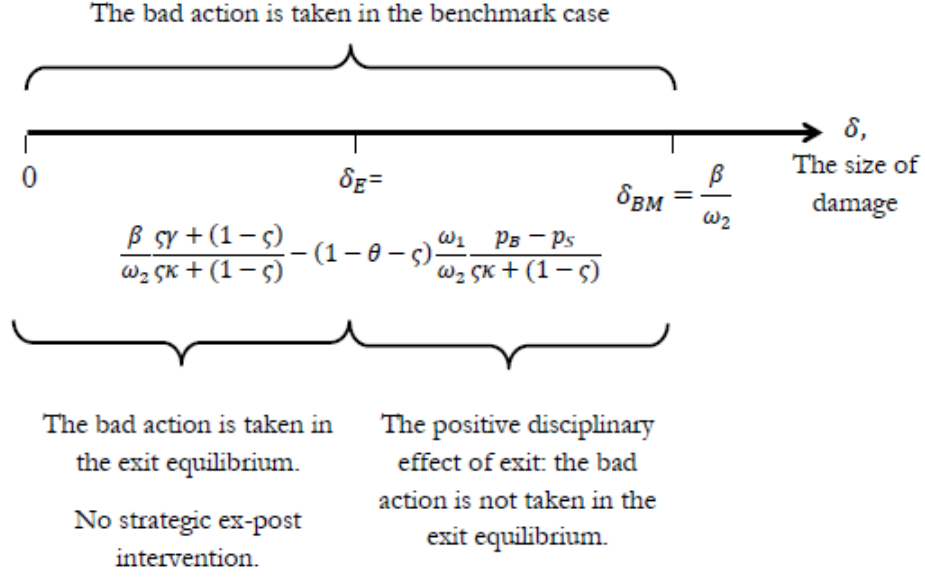 The bad action is taken in the benchmark case
δ,
The size of
damage
0
δ_E=
δ_BM = β/ω₂
β/ω₂ (ςγ + (1 − ς))/(ςκ + (1 − ς)) − (1 − θ − ς) ω₁/ω₂ (p_B − p_S)/(ςκ + (1 − ς))
The bad action is taken in
the exit equilibrium.
No strategic ex-post
intervention.
The positive disciplinary
effect of exit: the bad
action is not taken in the
exit equilibrium.